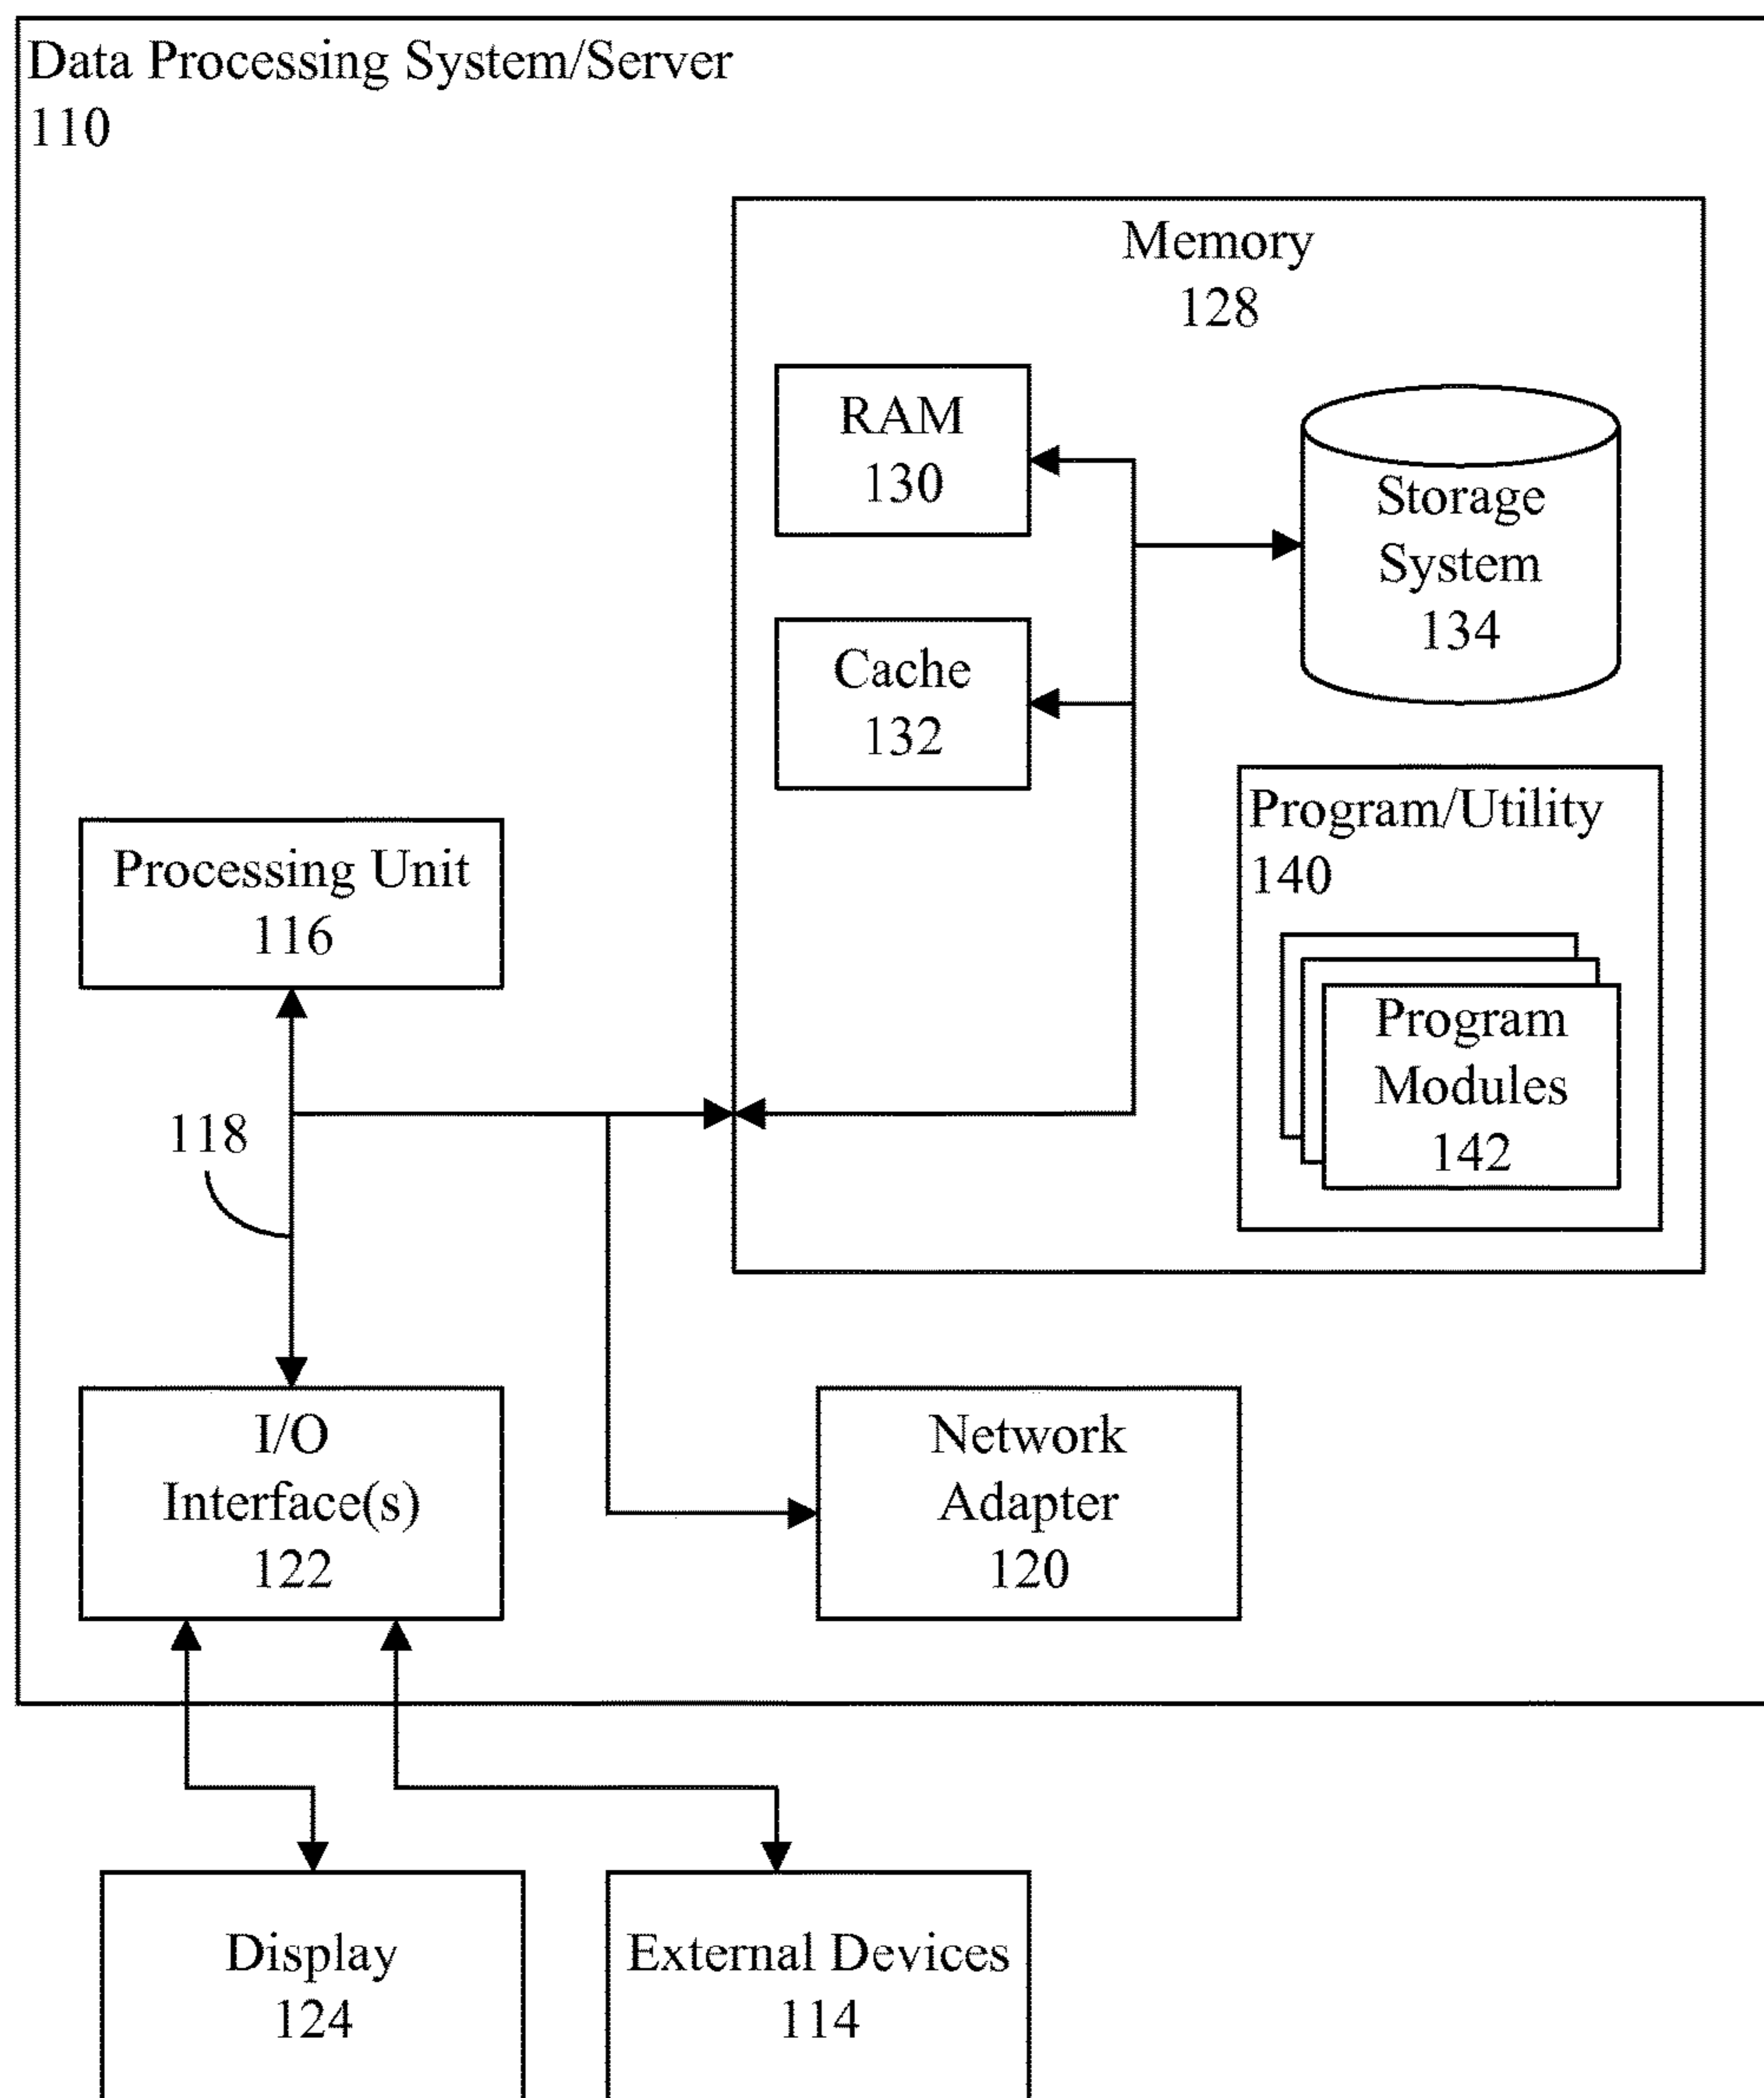 Data Processing System/Server
110
Memory
128
RAM
130
Storage
System
134
Cache
132
Program/Utility
140
Processing Unit
116
Program
Modules
142
118
I/O
Interface(s)
122
Network
Adapter
120
Display
124
External Devices
114